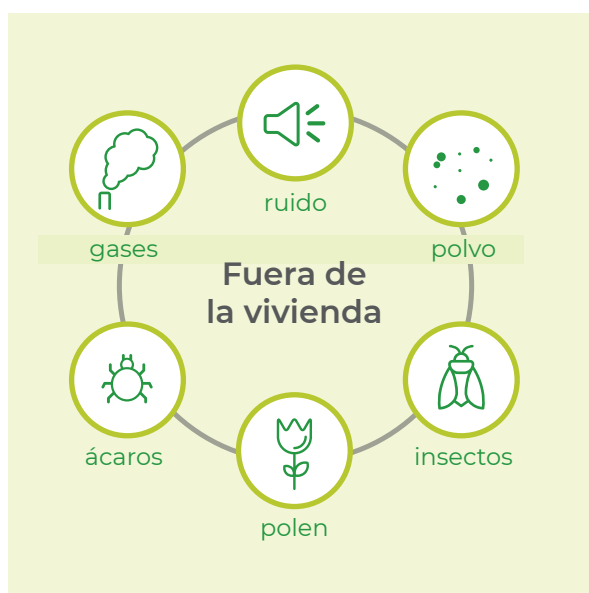 ruido
gases
polvo
Fuera de
la vivienda
ácaros
insectos
polen